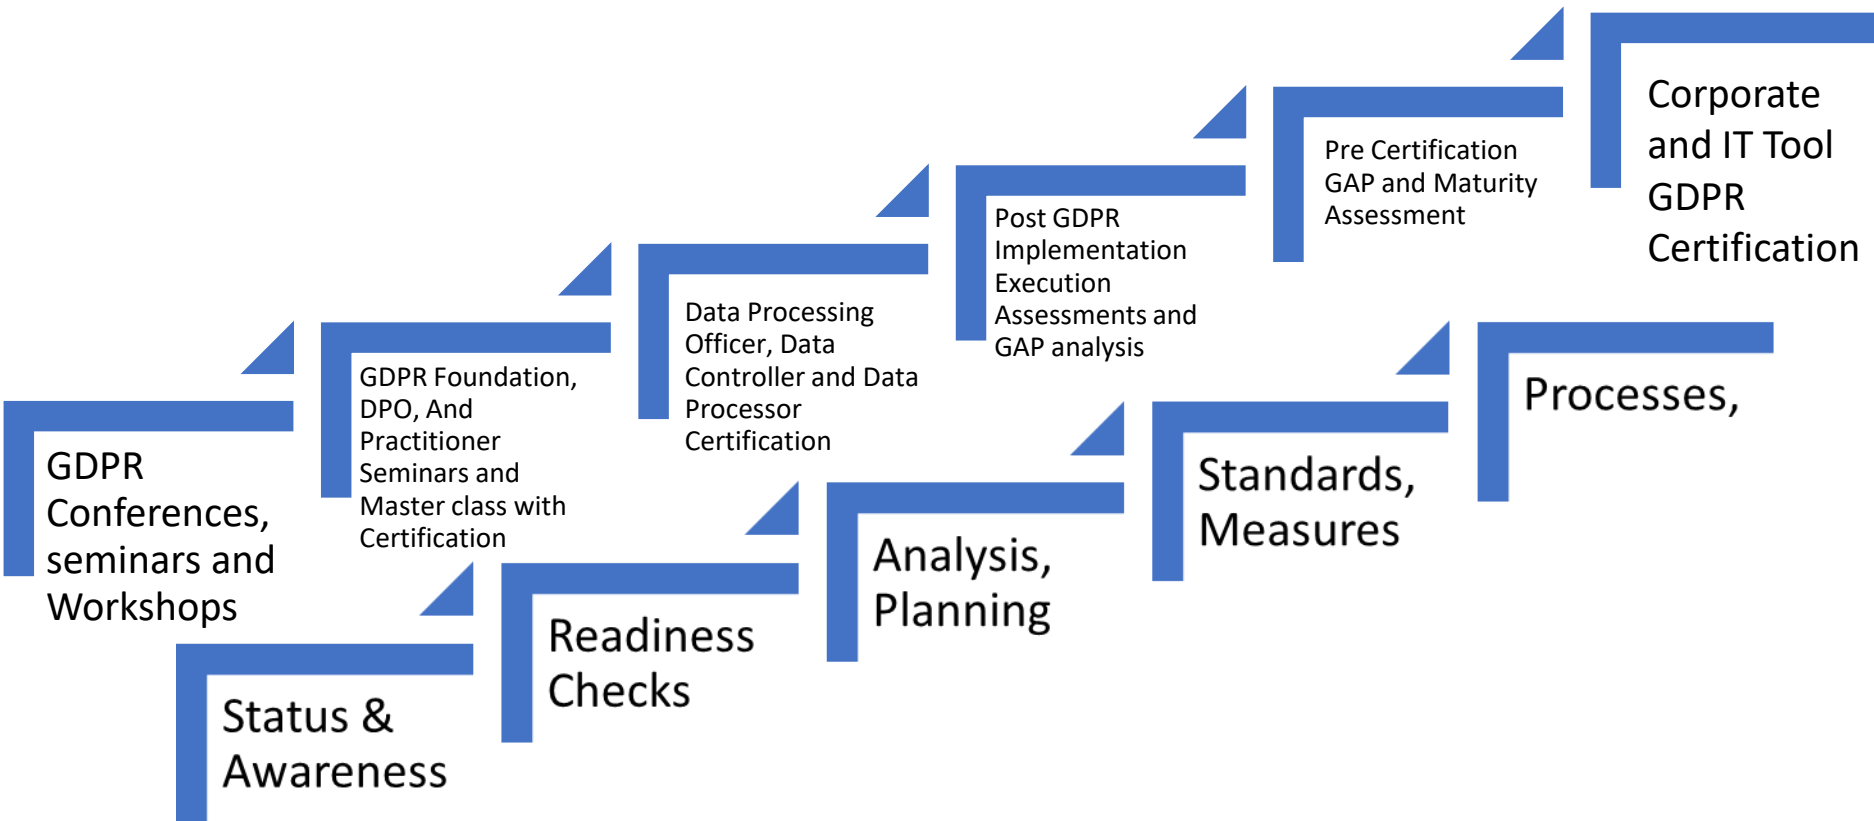 GDPR
Conferences,
seminars and
Workshops
GDPR Foundation,
DPO, And
Practitioner
Seminars and
Master class with
Certification
Data Processing
Officer, Data
Controller and Data
Processor
Certification
Post GDPR
Implementation
Execution
Assessments and
GAP analysis
Pre Certification
GAP and Maturity
Assessment
Corporate
and IT Tool
GDPR
Certification
Status &
Awareness
Readiness
Checks
Analysis,
Planning
Standards,
Measures
Processes,